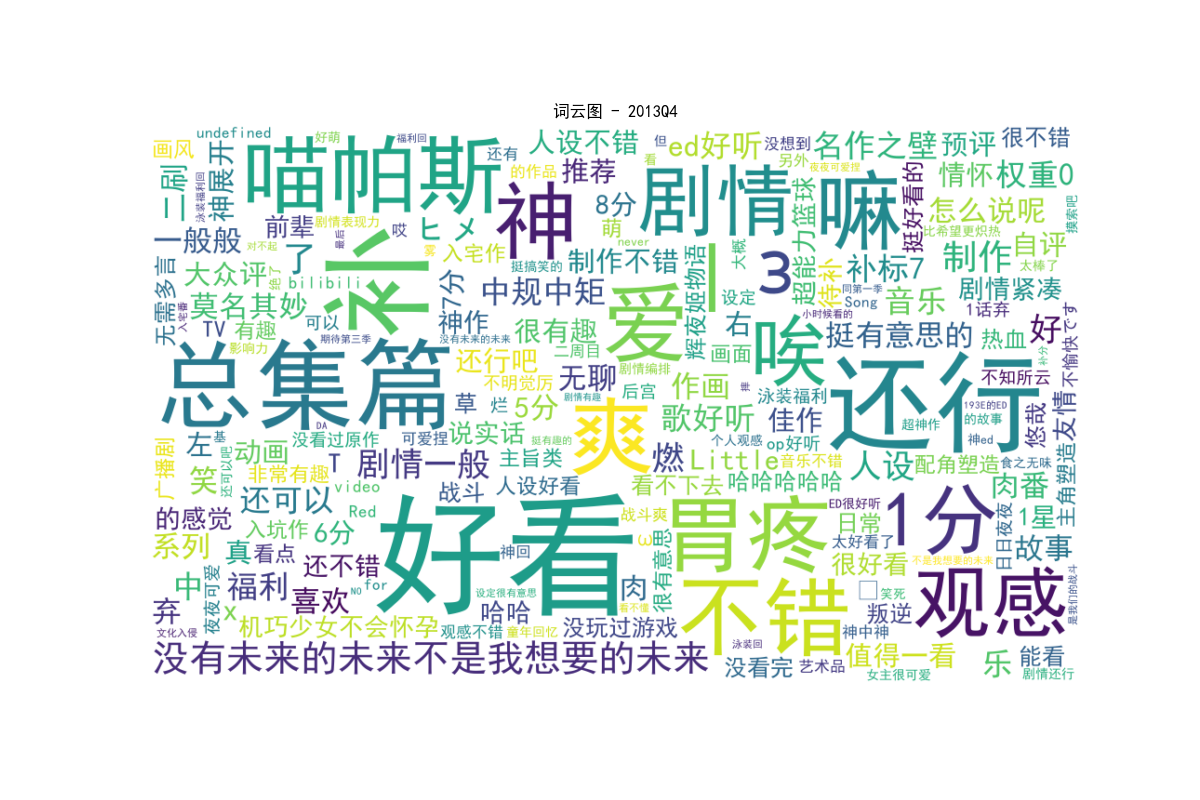 词云图 - 2013Q4
undefined
好萌
福利回
人设不错
ed好听
但
没想到
名作之壁
预评
很不错
画风
二刷
泳装福利回
神展开
喵帕斯
还有
的作品
推荐
神
8分
剧情
看
另外
夜夜可爱捏
嘛
挺好看的
情怀
权重0
前辈
剧情表现力
最后
哎
ヒメ
萌
超能力篮球
怎么说呢
比希望更炽热
摸索吧
一般般
对不起
了
补
雾
入宅作
never
大概
无需多言
大众评
绝了
bilibili
挺搞笑的
制作不错
辉夜姬物语
一
3
待补
补标7
制作
自评
太棒了
入宅番
莫名其妙
7分
中规中矩
设定
同第一季
Song
音乐
剧情紧凑
TV
有趣
可以
神作
很有趣
爱
右
小时候看的
1话弃
好
です
影响力
期待第三季
没有未来的未来
二周目
画面
唉
挺有意思的
热血
补分
不愉快
总集篇
还行吧
剧情编排
不明觉厉
无聊
后宫
作画
泳装福利
还行
不知所云
剧情有趣
草
烂
5分
歌好听
佳作
193E的ED
的故事
悠哉
友情
DA
左
基
没看过原作
可爱捏
说实话
爽
个人观感
op好听
超神作
神ed
广播剧
动画
挺有趣的
燃
Little
音乐不错
人设
配角塑造
食之无味
笑
还可以吧
非常有趣
T
剧情一般
主旨类
看不下去
哈哈哈哈哈
肉番
主角塑造
还可以
video
战斗
人设好看
好看
胃疼
ED很好听
1分
1星
的感觉
入坑作
6分
Red
战斗爽
ω
日常
太好看了
日日夜夜
系列
真
看点
还不错
神回
很有意思
很好看
不是我想要的未来
故事
中
夜夜可爱
福利
for
NO
设定很有意思
肉
不错
笑死
观感
是我们的战斗
弃
x
喜欢
哈哈
看不懂
叛逆
文化入侵
机巧少女不会怀孕
观感不错
童年回忆
没玩过游戏
神中神
没有未来的未来不是我想要的未来
泳装回
没看完
艺术品
值得一看
女主很可爱
乐
能看
剧情还行